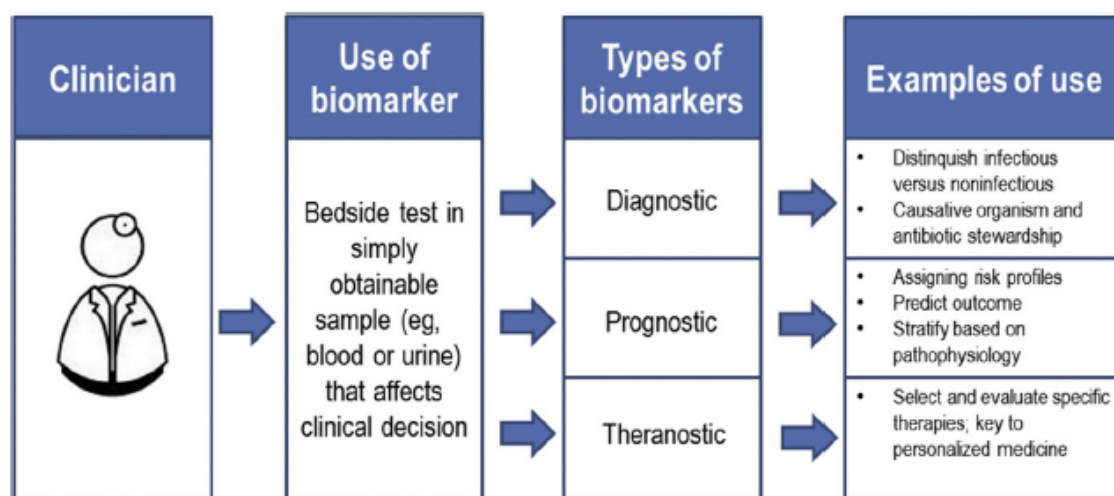 Clinician
Use of
biomarker
Types of
biomarkers
Examples of use
Bedside test in
simply
obtainable
sample (eg,
blood or urine)
that affects
clinical decision
Diagnostic
• Distinquish infectious
versus noninfectious
• Causative organism and
antibiotic stewardship
Prognostic
• Assigning risk profiles
• Predict outcome
• Stratify based on
pathophysiology
Theranostic
• Select and evaluate specific
therapies; key to
personalized medicine